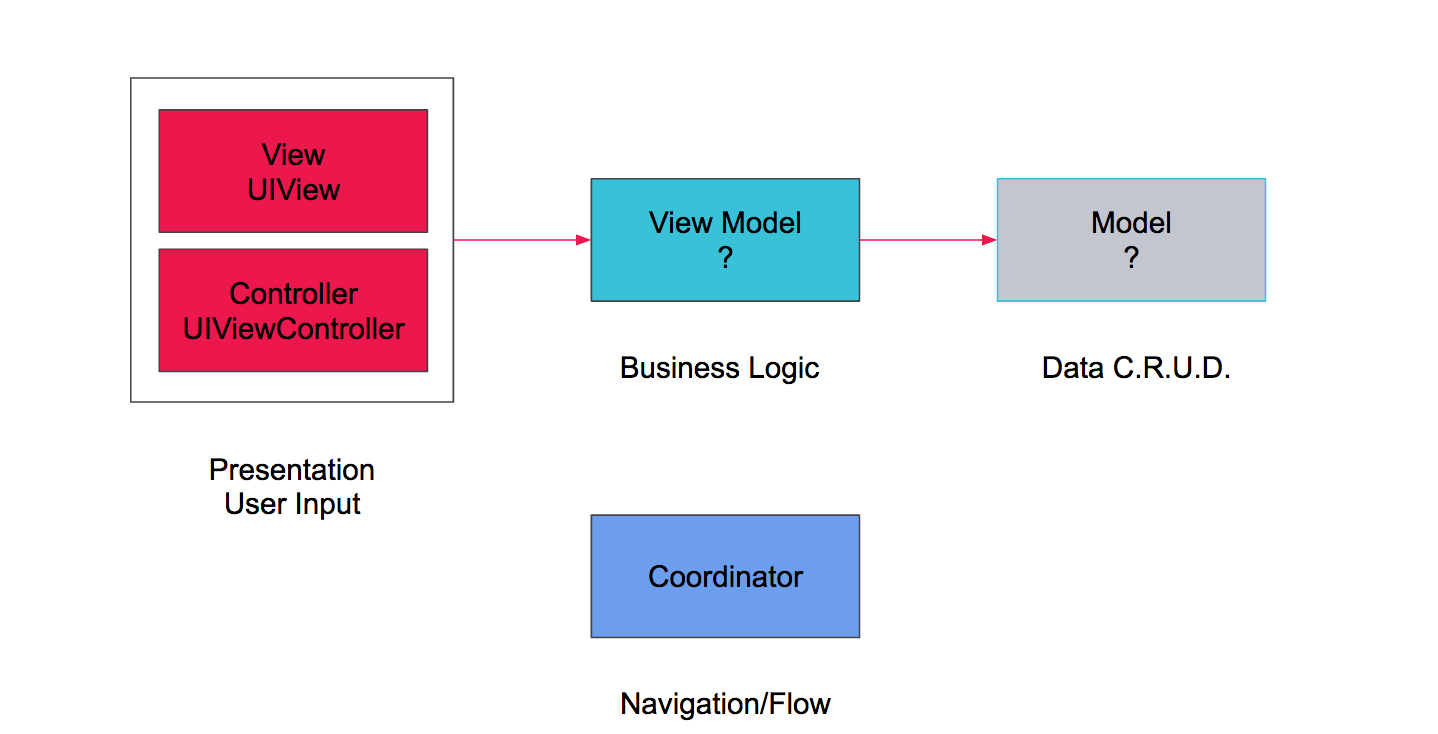 View
UIView
Controller
UIViewController
Presentation
User Input
View Model
?
Business Logic
Model
?
Data C.R.U.D.
Coordinator
Navigation/Flow